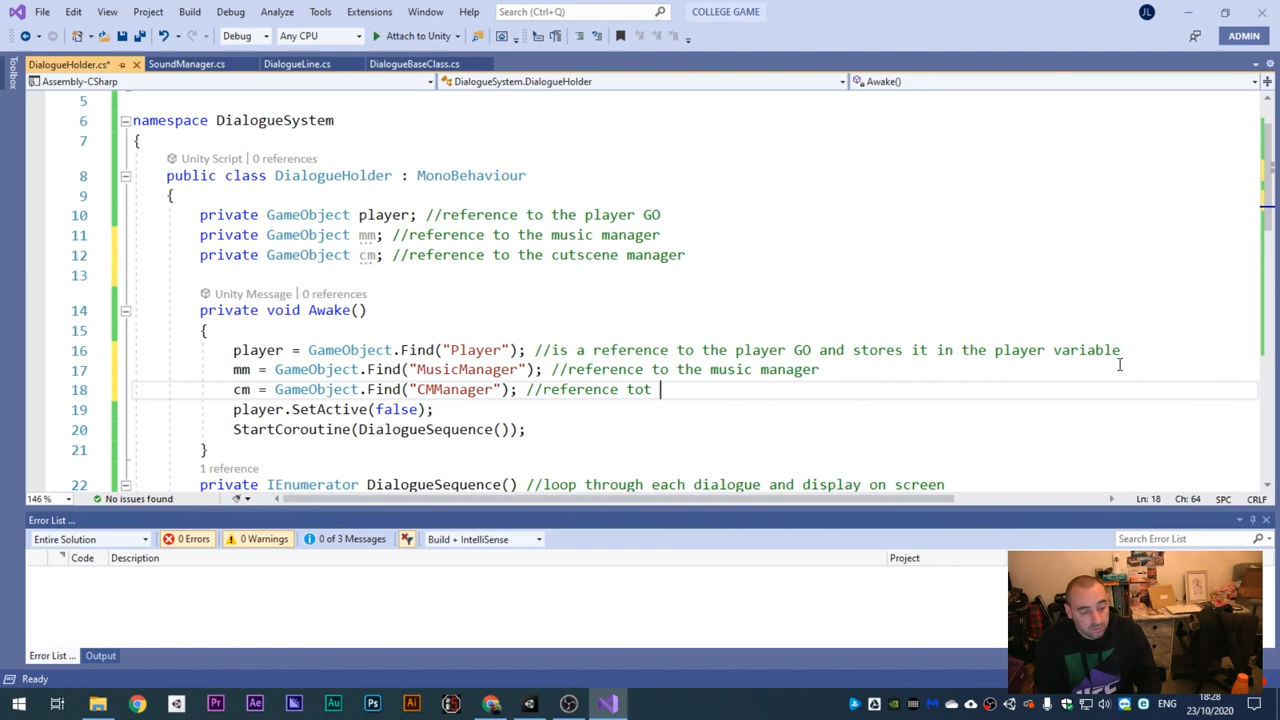 File Edit View Project Build Debug Test Analyze Tools Extensions Window Help Search (Ctrl+Q) COLLEGE GAME JL
Debug Any CPU Attach to Unity ADMIN
Toolbox
DialogueHolder.cs* SoundManager.cs DialogueLine.cs DialogueBaseClass.cs
Assembly-CSharp DialogueSystem.DialogueHolder Awake()
5
6 namespace DialogueSystem
7 {
Unity Script | 0 references
8 public class DialogueHolder : MonoBehaviour
9 {
10 private GameObject player; //reference to the player GO
11 private GameObject mm; //reference to the music manager
12 private GameObject cm; //reference to the cutscene manager
13
Unity Message | 0 references
14 private void Awake()
15 {
16 player = GameObject.Find("Player"); //is a reference to the player GO and stores it in the player variable
17 mm = GameObject.Find("MusicManager"); //reference to the music manager
18 cm = GameObject.Find("CMManager"); //reference tot
19 player.SetActive(false);
20 StartCoroutine(DialogueSequence());
21 }
1 reference
22 private IEnumerator DialogueSequence() //loop through each dialogue and display on screen
146 % No issues found Ln: 18 Ch: 64 SPC CRLF
Error List ...
Entire Solution 0 Errors 0 Warnings 0 of 3 Messages Build + IntelliSense Search Error List
Code Description Project
Error List ... Output
Ready
Pr Ae Au Ps Ai ENG 18:28
23/10/2020